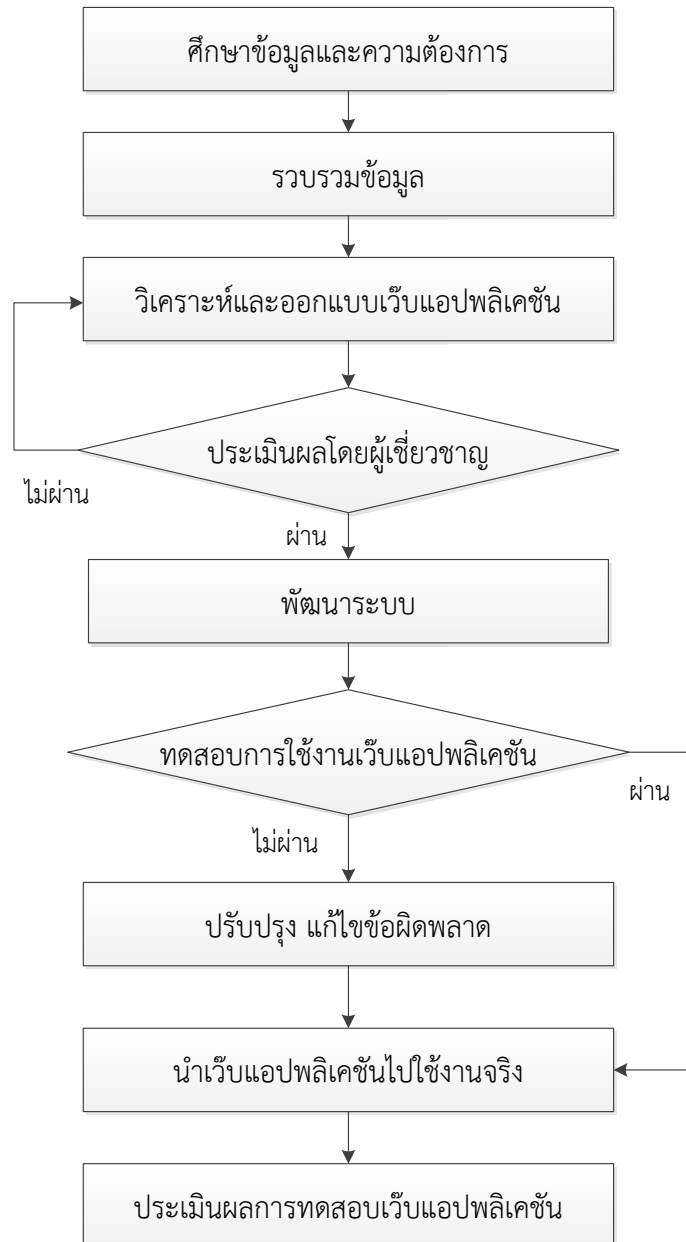 ศึกษาข้อมูลและความต้องการ
รวบรวมข้อมูล
วิเคราะห์และออกแบบเว๊บแอปพลิเคชัน
ประเมินผลโดยผู้เชี่ยวชาญ
ไม่ผ่าน
ผ่าน
พัฒนาระบบ
ทดสอบการใช้งานเว๊บแอปพลิเคชัน
ผ่าน
ไม่ผ่าน
ปรับปรุง แก้ไขข้อผิดพลาด
นำเว๊บแอปพลิเคชันไปใช้งานจริง
ประเมินผลการทดสอบเว๊บแอปพลิเคชัน